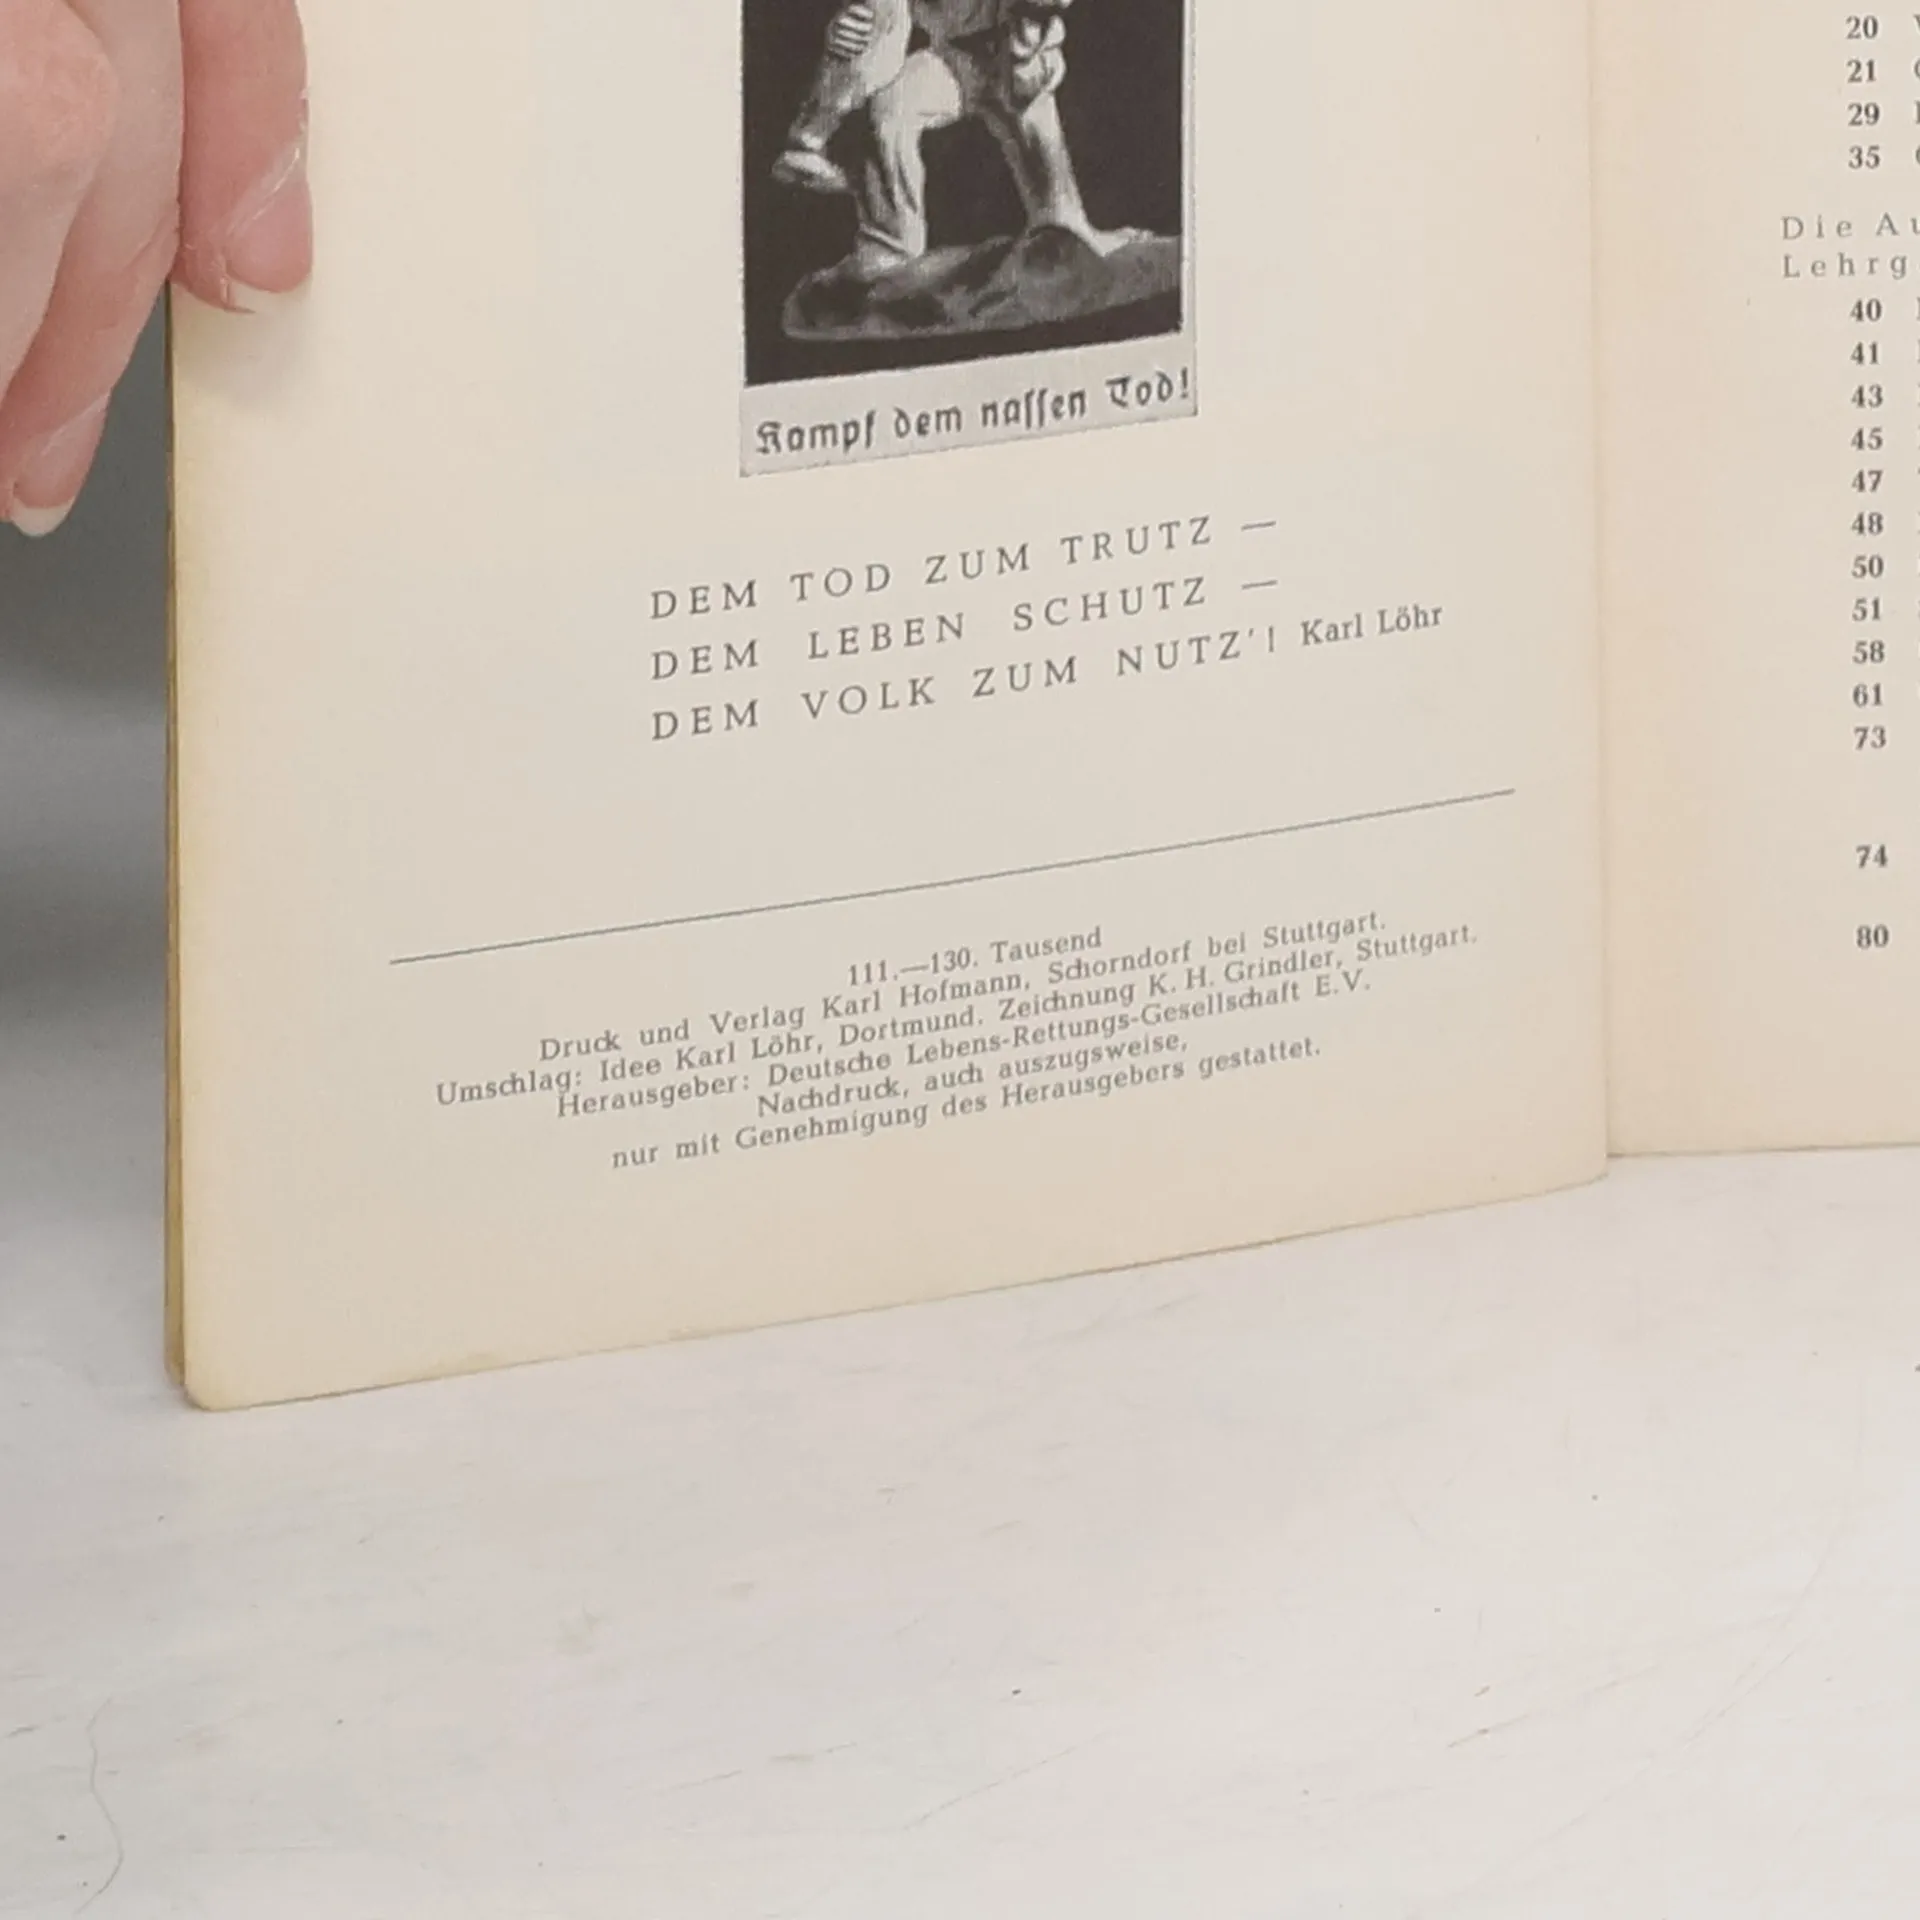 Kampf dem nassen Tod!
DEM TOD ZUM TRUTZ —
DEM LEBEN SCHUTZ —
DEM VOLK ZUM NUTZ'! Karl Löhr
111.—130. Tausend
Druck und Verlag Karl Hofmann, Schorndorf bei Stuttgart.
Umschlag: Idee Karl Löhr, Dortmund. Zeichnung K. H. Grindler, Stuttgart.
Herausgeber: Deutsche Lebens-Rettungs-Gesellschaft E.V.
Nachdruck, auch auszugsweise,
nur mit Genehmigung des Herausgebers gestattet.
20
21
29
35
Die
40
41
43
45
47
48
50
51
58
61
73
74
80